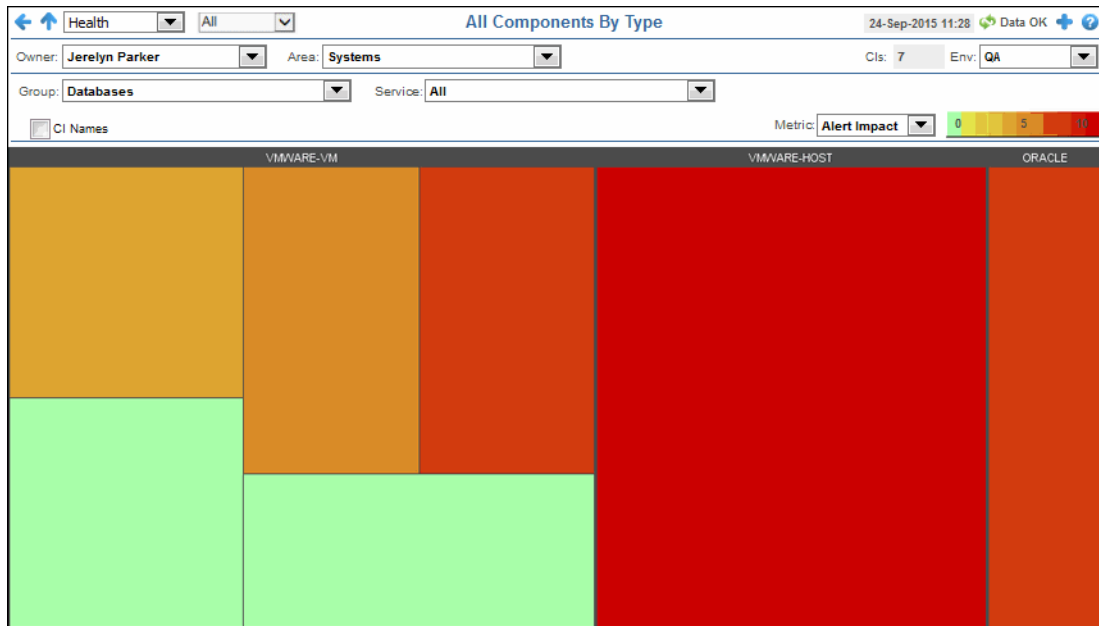 Health All All Components By Type 24-Sep-2015 11:28 Data OK
Owner: Jerelyn Parker Area: Systems CIs: 7 Env: QA
Group: Databases Service: All
CI Names Metric: Alert Impact 0 5 10
VMWARE-VM VMWARE-HOST ORACLE